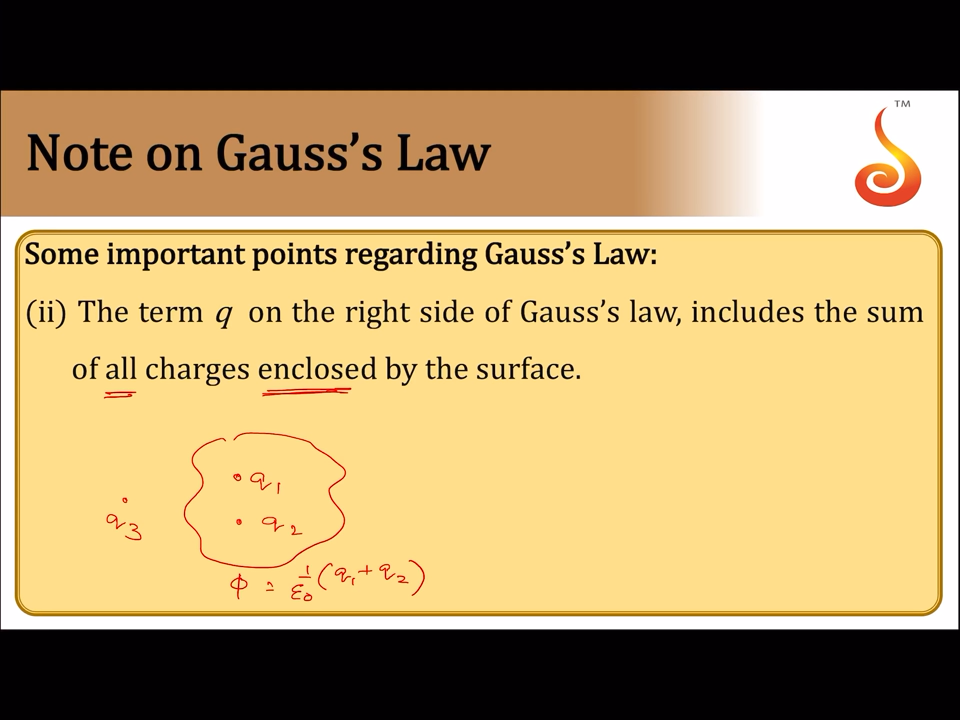 TM
Note on Gauss’s Law
Some important points regarding Gauss’s Law:
(ii) The term q on the right side of Gauss’s law, includes the sum
of all charges enclosed by the surface.
q₁
q₃
q₂
ϕ = 1/ε₀ (q₁ + q₂)